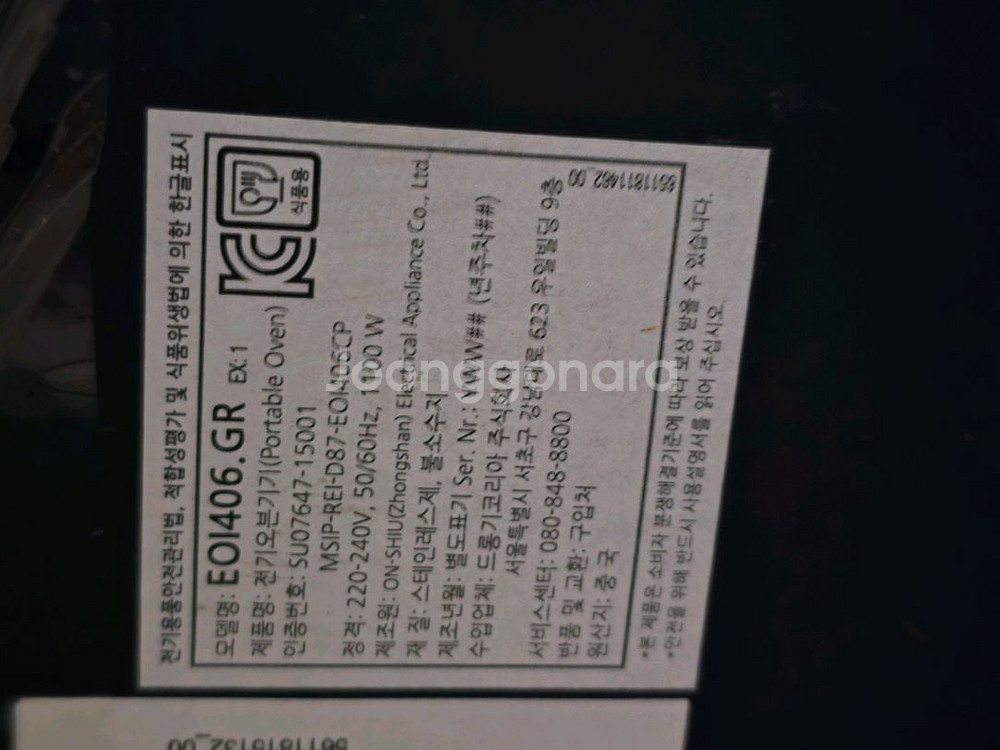 전기용품안전관리법, 적합성평가 및 식품위생법에 의한 한글표시
모델명: EOI406.GR EX: 1
식품용
제품명: 전기오븐기기(Portable Oven)
인증번호: SU07647-15001
MSIP-REI-D87-EOI406CP
정격: 220-240V, 50/60Hz, 1400 W
제조원: ON-SHIU(Zhongshan) Electrical Appliance Co., Ltd.
재 질: 스테인레스제, 불소수지
제조년월: 별도표기 Ser. Nr.: YWW## (년주차##)
수입업체: 드롱기코리아 주식회사
서울특별시 서초구 강남대로 623 우일빌딩 9층
서비스센터: 080-848-8800
반품 및 교환: 구입처
원산지: 중 국
*본 제품은 소비자 분쟁해결기준에 따라 보상 받을 수 있습니다.
*안전을 위해 반드시 사용설명서를 읽어 주십시오.
joonggonara